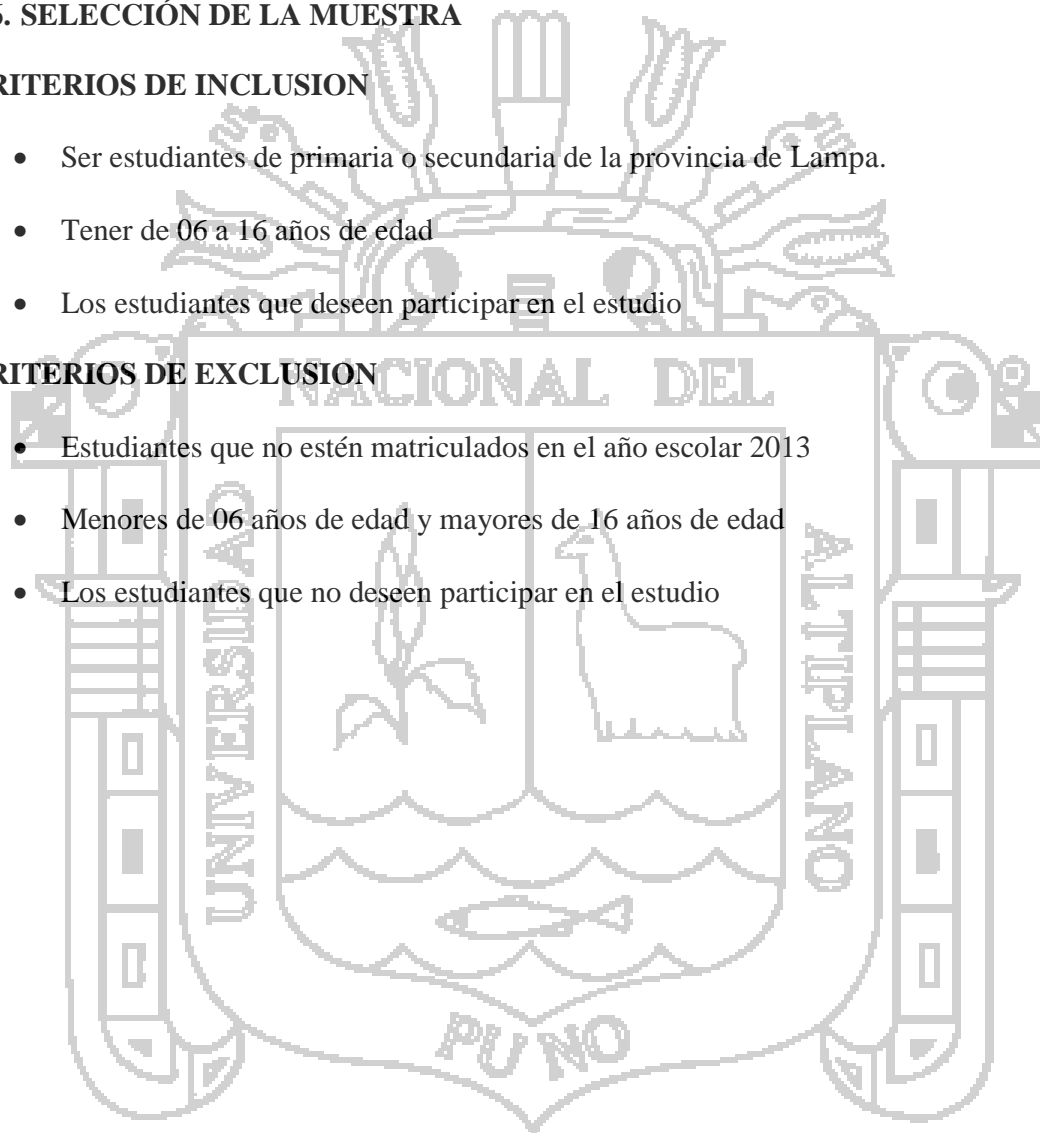 . SELECCIÓN DE LA MUESTRA
RITERIOS DE INCLUSION
• Ser estudiantes de primaria o secundaria de la provincia de Lampa.
• Tener de 06 a 16 años de edad
• Los estudiantes que deseen participar en el estudio
RITERIOS DE EXCLUSION
• Estudiantes que no estén matriculados en el año escolar 2013
• Menores de 06 años de edad y mayores de 16 años de edad
• Los estudiantes que no deseen participar en el estudio
UNIVERSIDAD
NACIONAL DEL
ALTIPLANO
PUNO